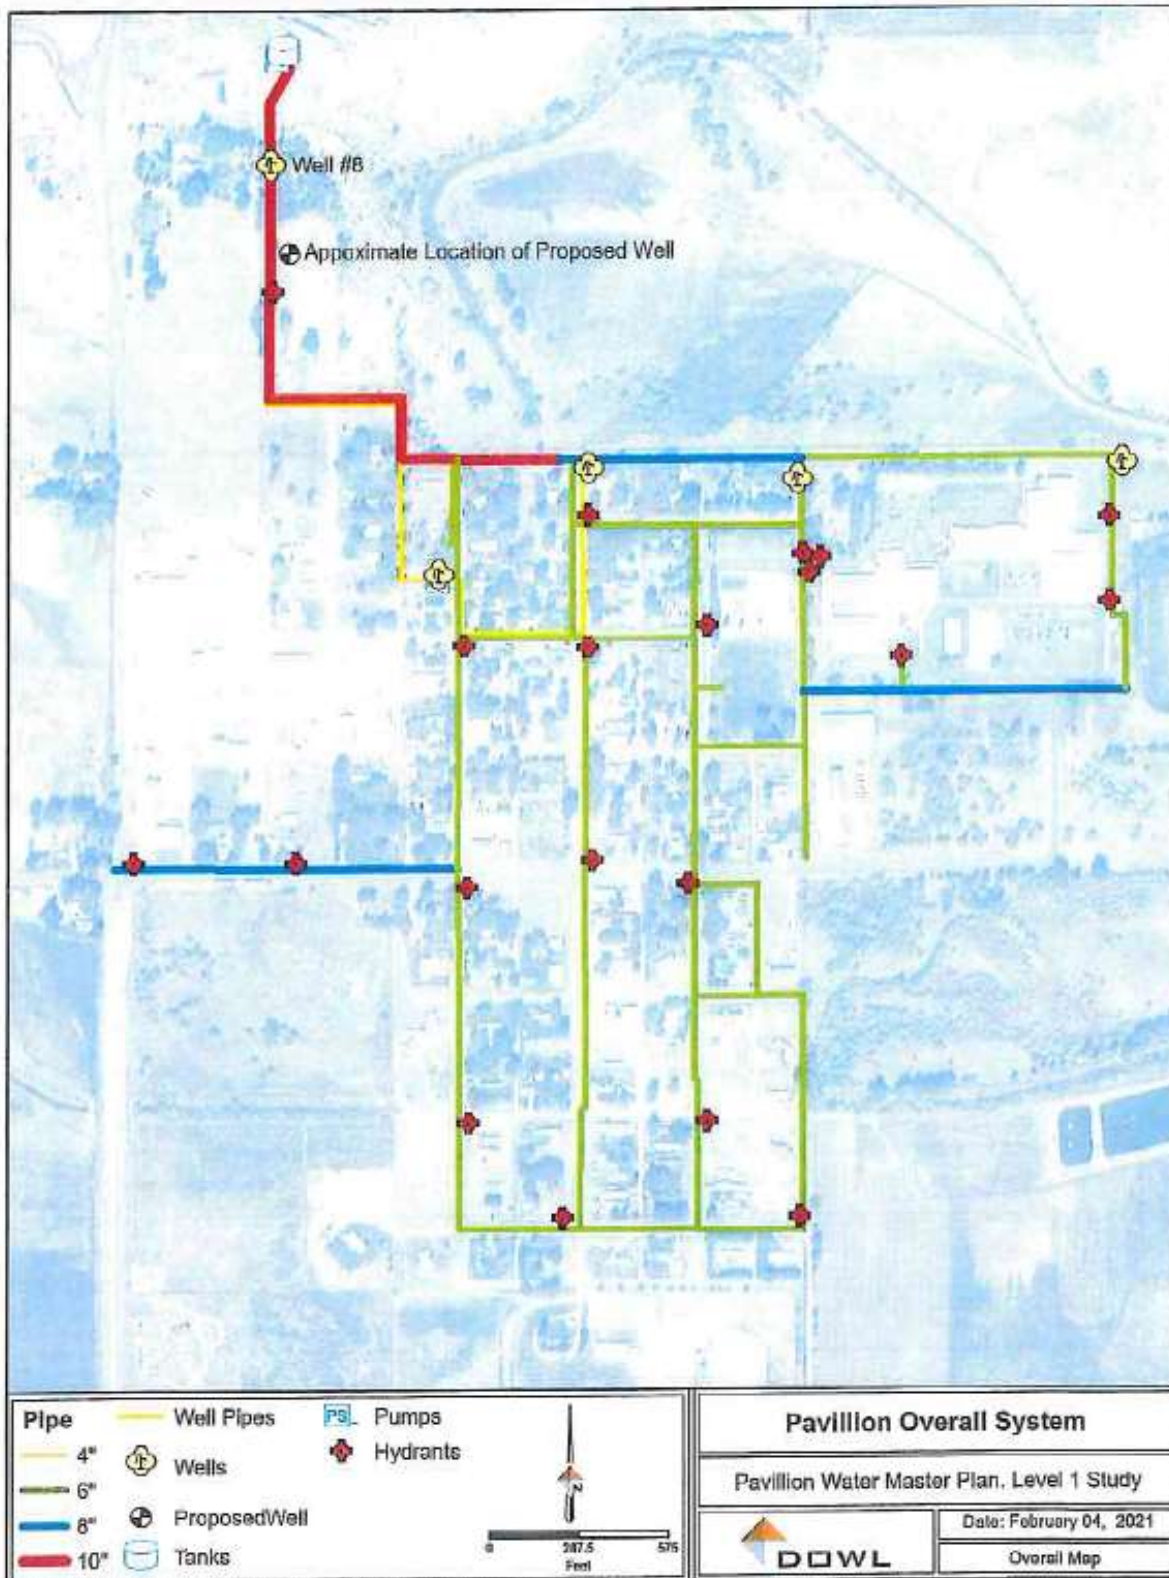 Well #8
Appoximate Location of Proposed Well
Pipe
4"
6"
8"
10"
Well Pipes
Wells
ProposedWell
Tanks
PS
Pumps
Hydrants
N
0 287.5 575
Feet
Pavillion Overall System
Pavillion Water Master Plan. Level 1 Study
DOWL
Date: February 04, 2021
Overall Map